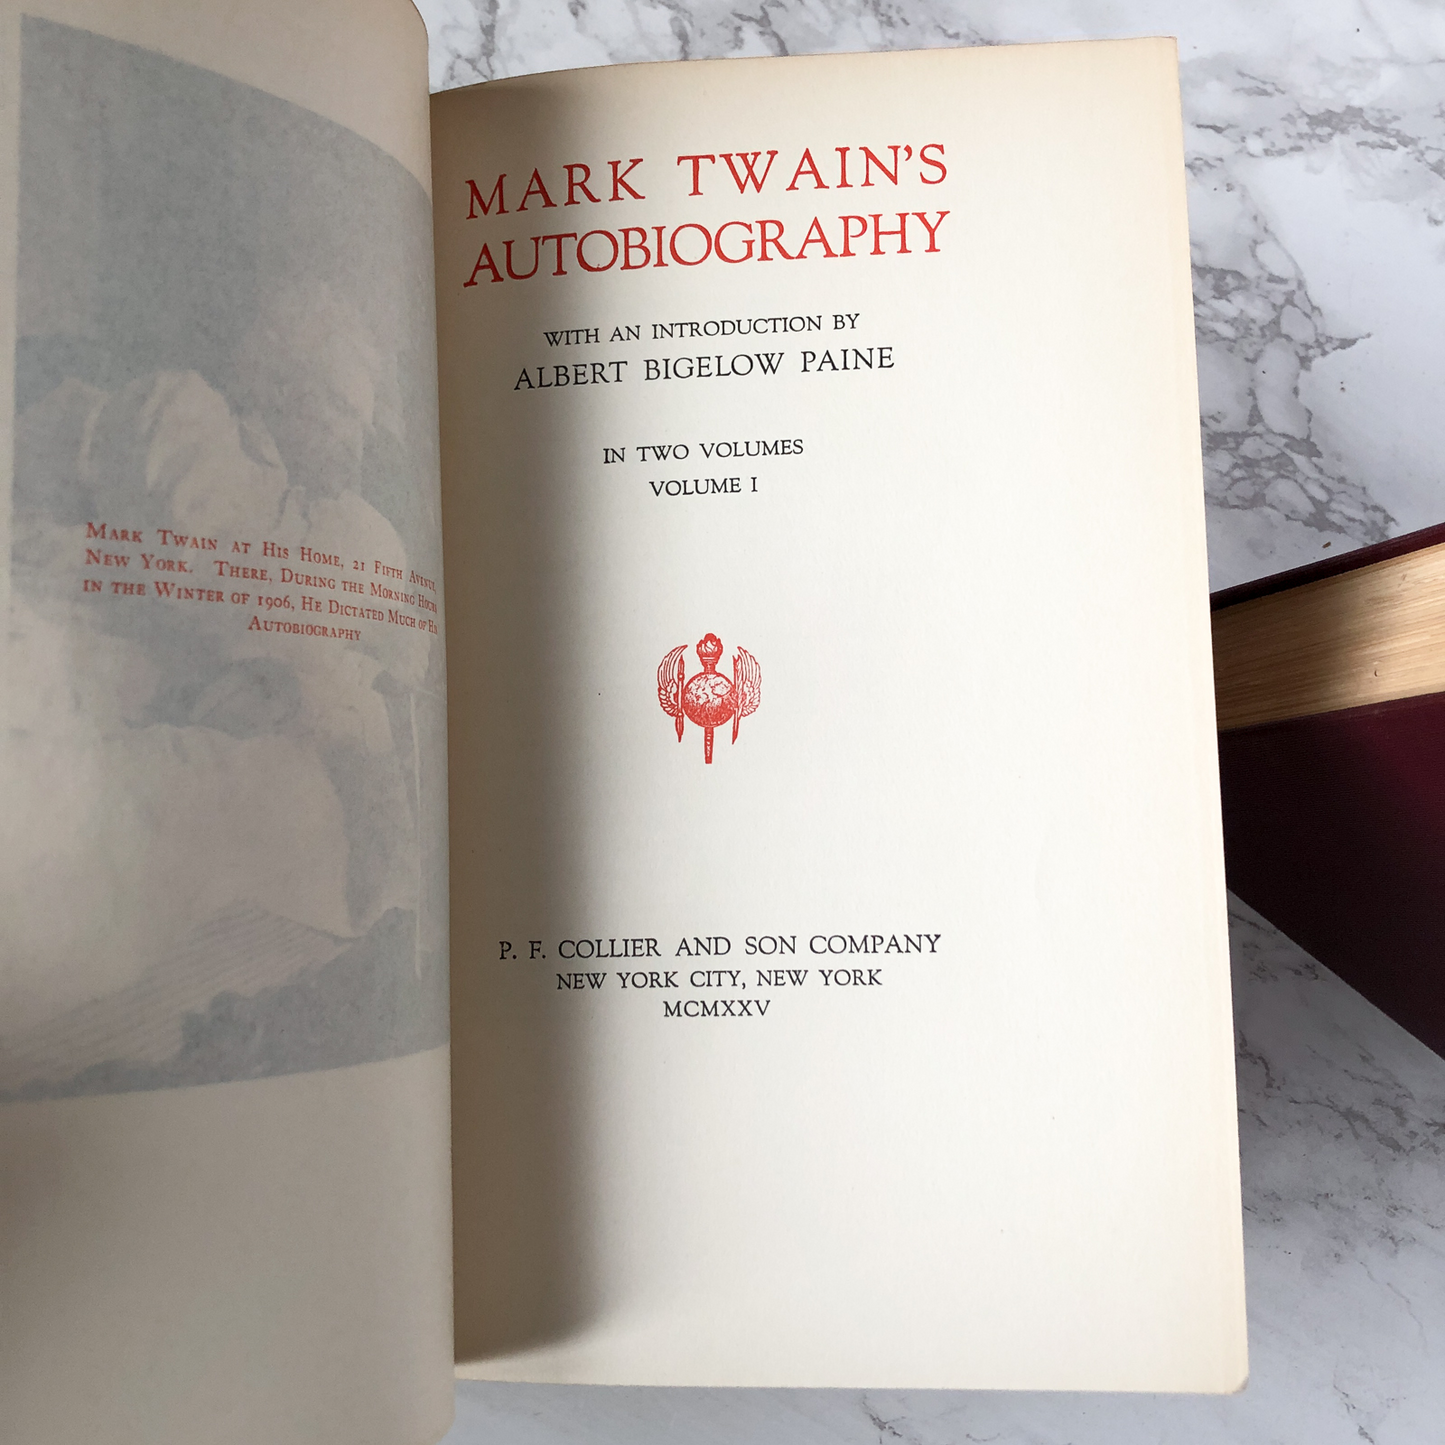 MARK TWAIN AT HIS HOME, 21 FIFTH AVENUE,
NEW YORK. THERE, DURING THE MORNING HOURS
IN THE WINTER OF 1906, HE DICTATED MUCH OF
AUTOBIOGRAPHY
MARK TWAIN'S
AUTOBIOGRAPHY
WITH AN INTRODUCTION BY
ALBERT BIGELOW PAINE
IN TWO VOLUMES
VOLUME I
P. F. COLLIER AND SON COMPANY
NEW YORK CITY, NEW YORK
MCMXXV